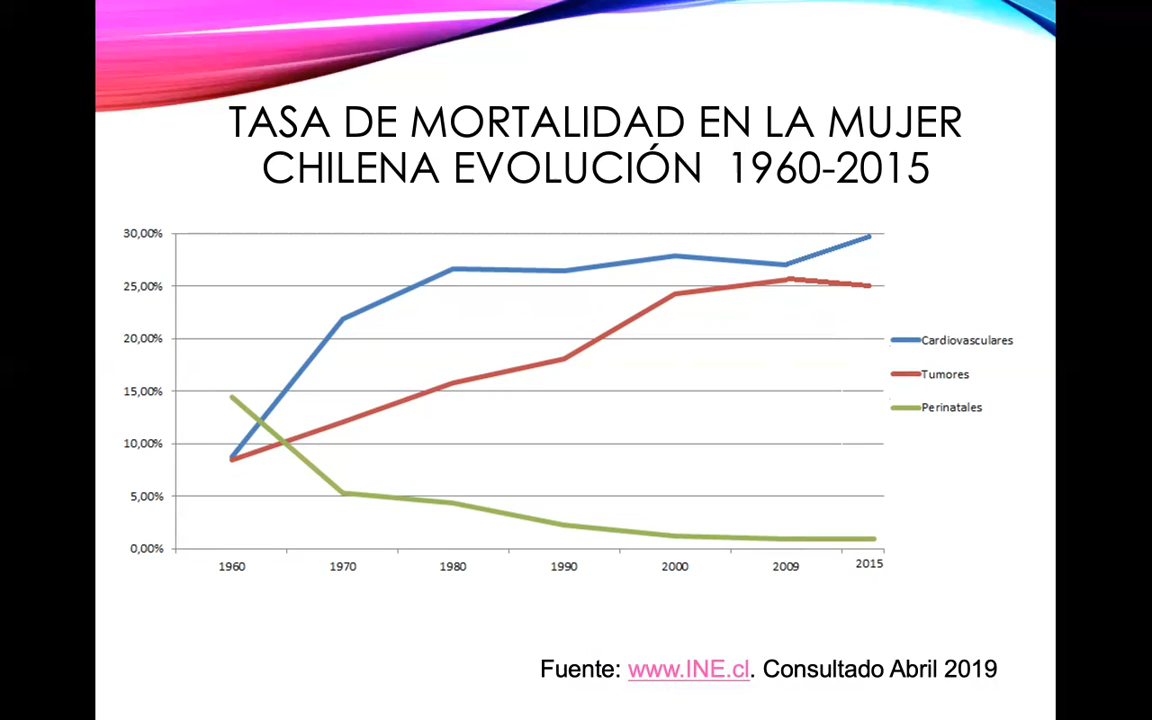 TASA DE MORTALIDAD EN LA MUJER
CHILENA EVOLUCIÓN 1960-2015
30,00%
25,00%
20,00%
15,00%
10,00%
5,00%
0,00%
1960 1970 1980 1990 2000 2009 2015
Cardiovasculares
Tumores
Perinatales
Fuente: www.INE.cl. Consultado Abril 2019